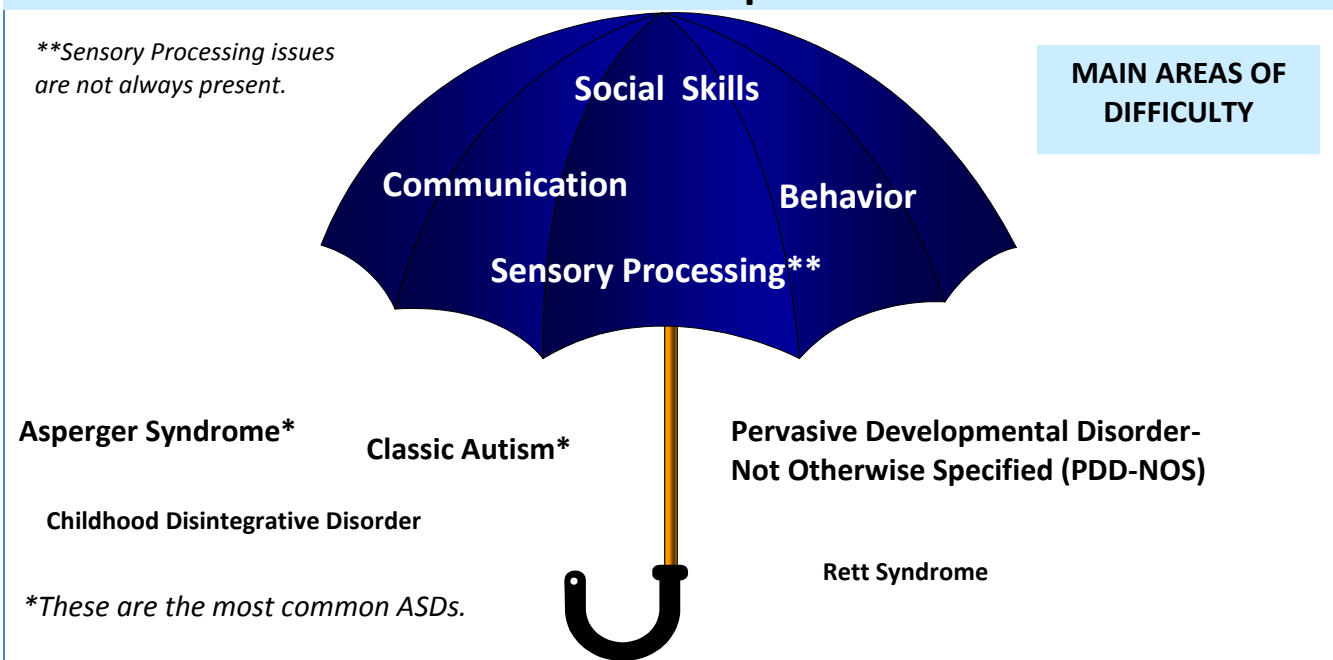 **Sensory Processing issues
are not always present.
MAIN AREAS OF
DIFFICULTY
Social Skills
Communication
Behavior
Sensory Processing**
Asperger Syndrome*
Classic Autism*
Pervasive Developmental Disorder-
Not Otherwise Specified (PDD-NOS)
Childhood Disintegrative Disorder
Rett Syndrome
*These are the most common ASDs.